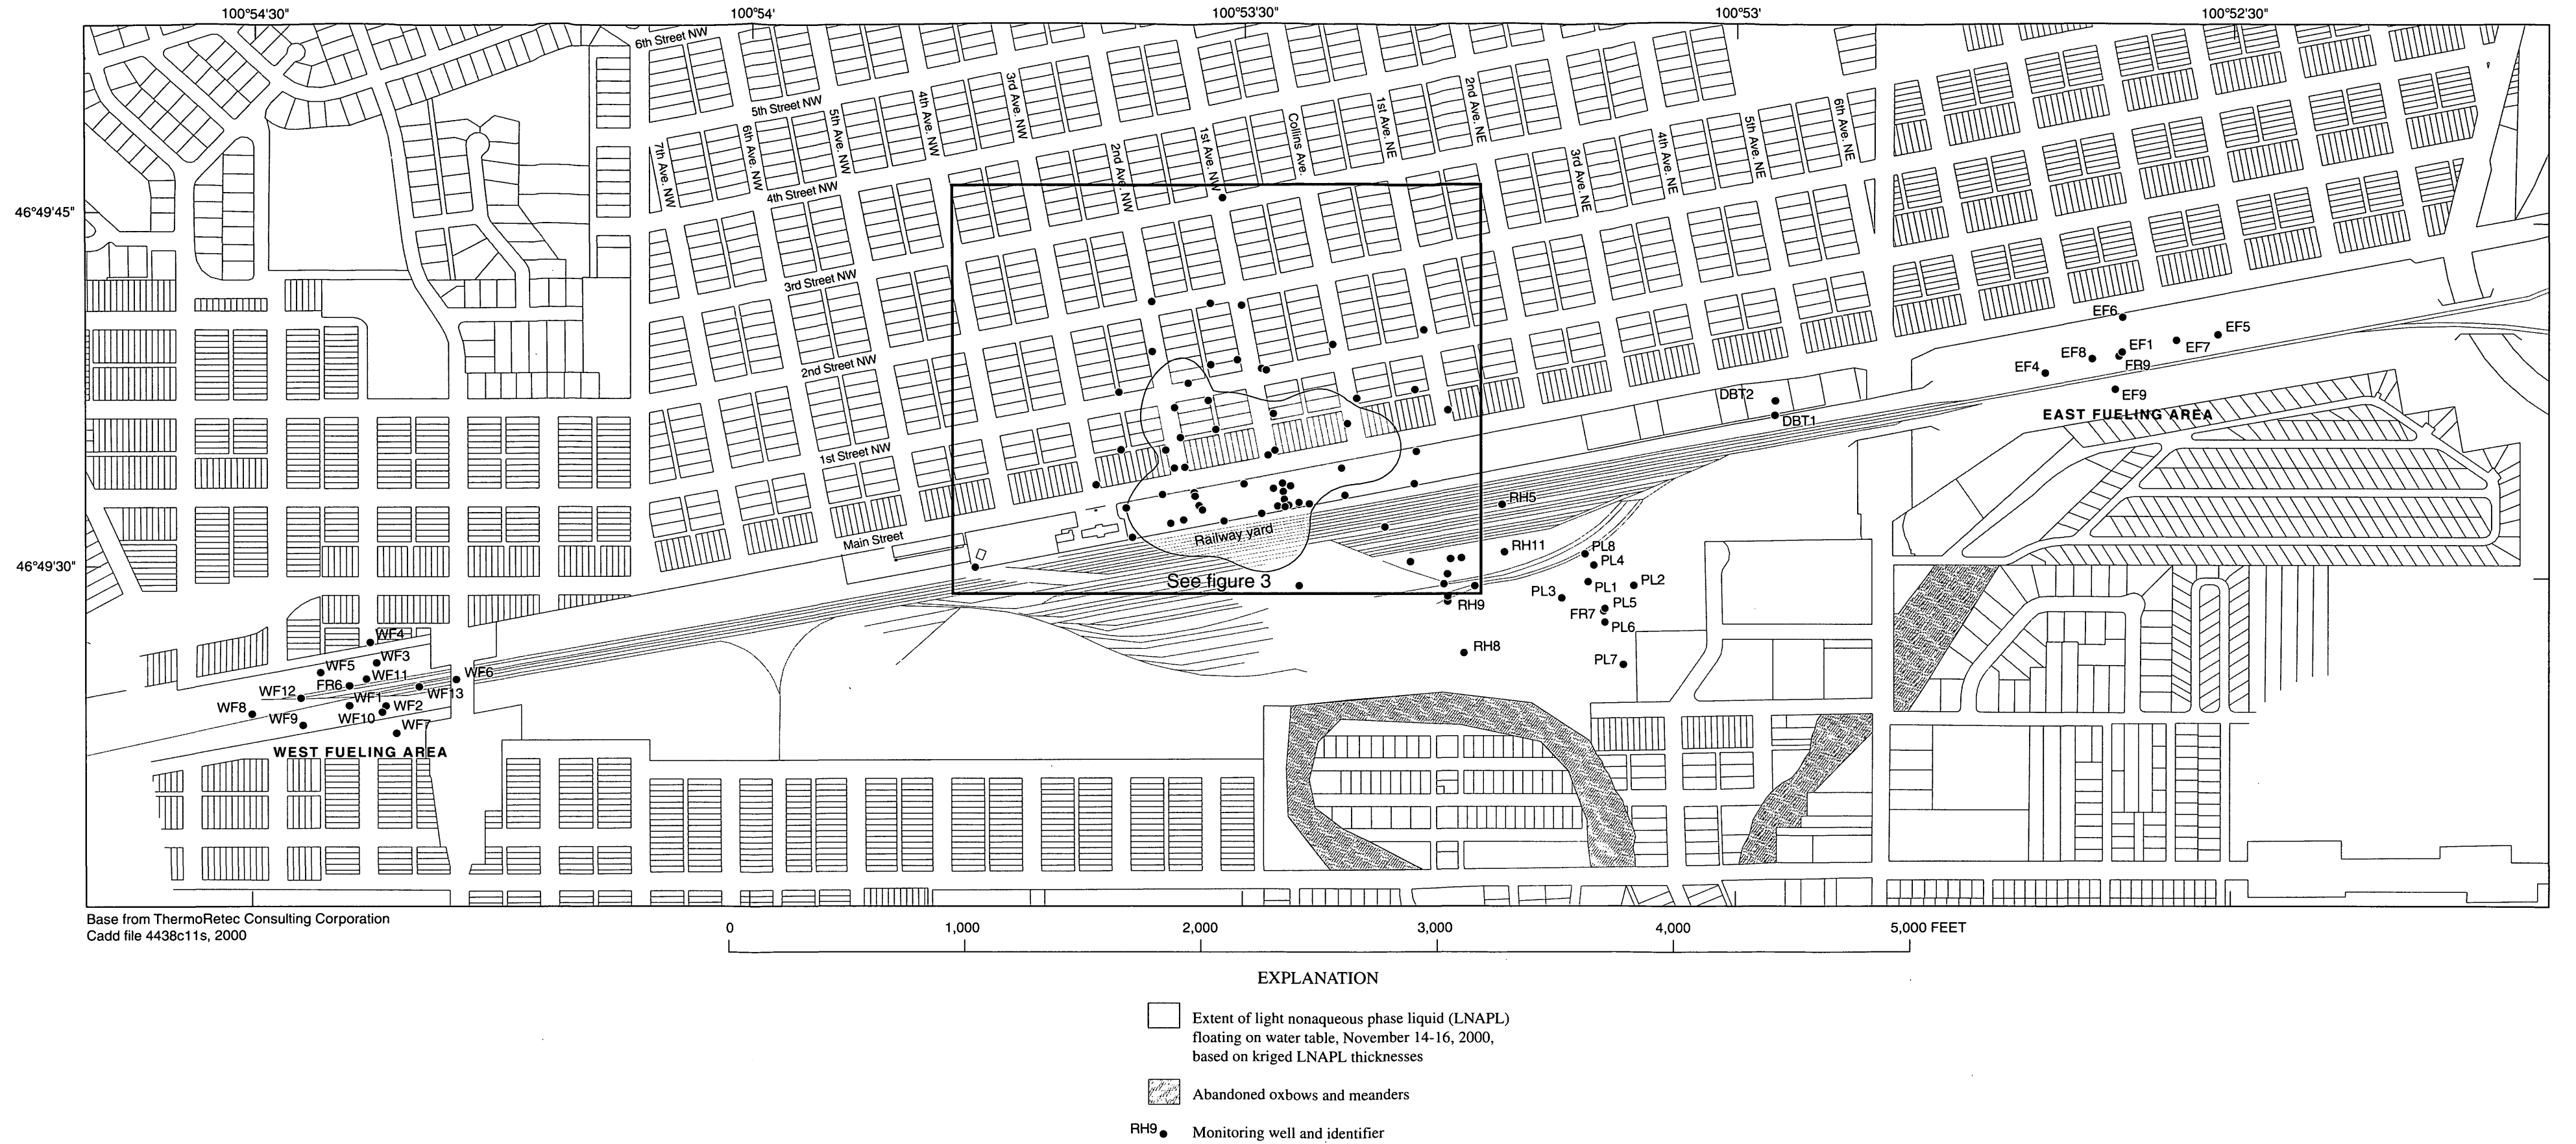 100°54'30"
100°54'
100°53'30"
100°53'
100°52'30"
46°49'45"
46°49'30"
6th Street NW
5th Street NW
4th Street NW
3rd Street NW
2nd Street NW
1st Street NW
Main Street
7th Ave. NW
6th Ave. NW
5th Ave. NW
4th Ave. NW
3rd Ave. NW
2nd Ave. NW
1st Ave. NW
Collins Ave.
1st Ave. NE
2nd Ave. NE
3rd Ave. NE
4th Ave. NE
5th Ave. NE
6th Ave. NE
EF6
EF5
EF1
EF7
EF8
FR9
EF4
EF9
EAST FUELING AREA
DBT2
DBT1
RH5
Railway yard
See figure 3
RH11
PL8
PL4
PL1
PL2
PL3
PL5
FR7
PL6
RH9
RH8
PL7
WF4
WF3
WF5
WF11
WF6
FR6
WF12
WF13
WF1
WF2
WF8
WF9
WF10
WF7
WEST FUELING AREA
Base from ThermoRetec Consulting Corporation
Cadd file 4438c11s, 2000
0 1,000 2,000 3,000 4,000 5,000 FEET
EXPLANATION
Extent of light nonaqueous phase liquid (LNAPL)
floating on water table, November 14-16, 2000,
based on kriged LNAPL thicknesses
Abandoned oxbows and meanders
RH9 Monitoring well and identifier